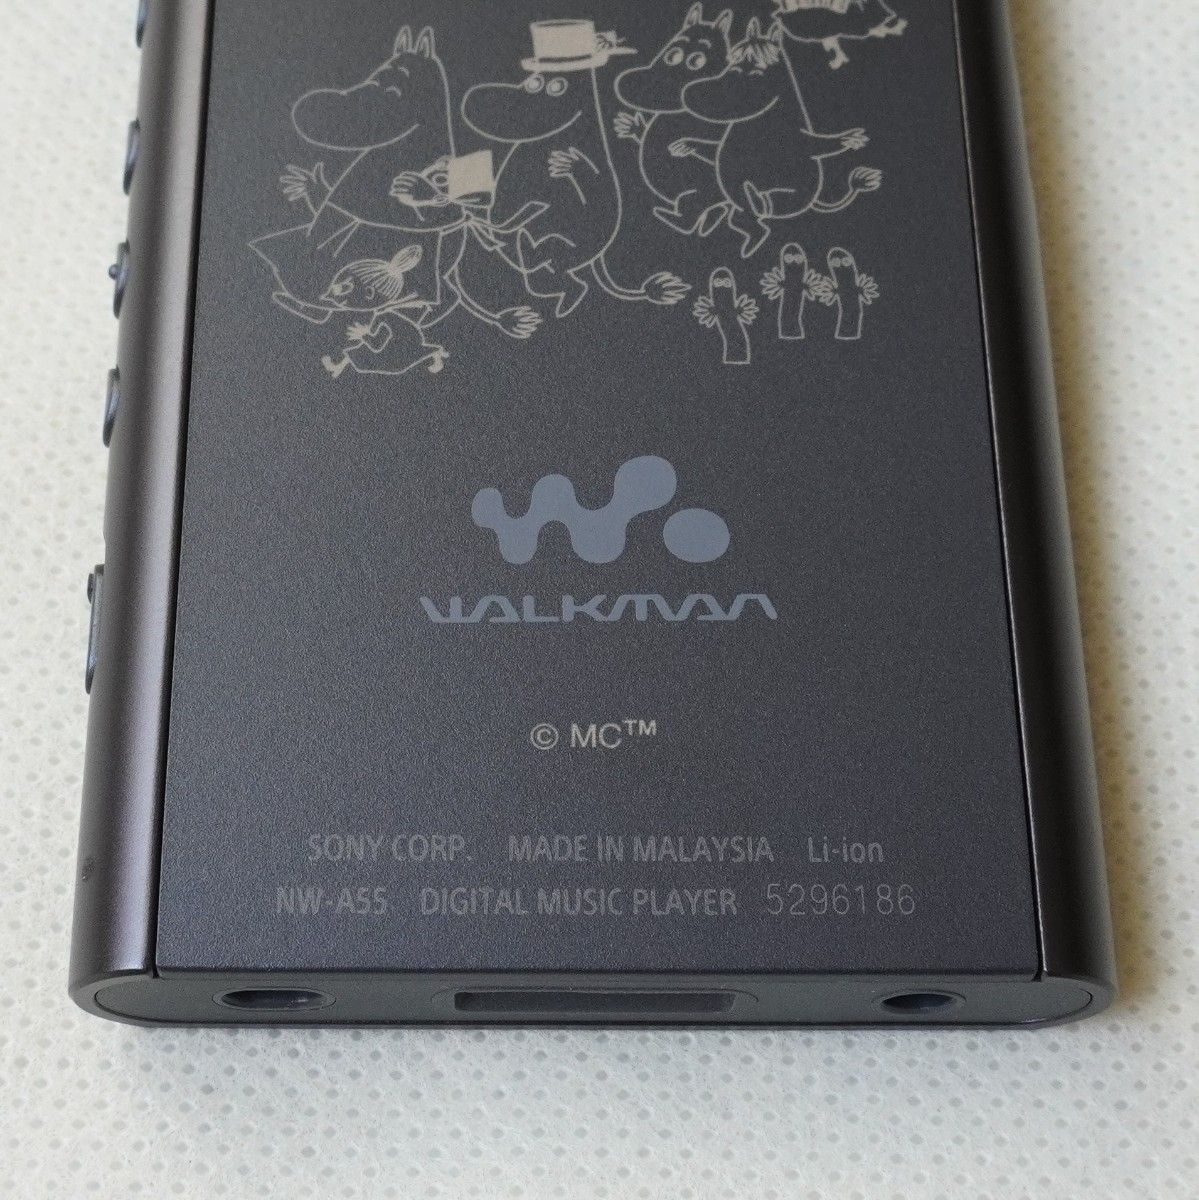 WALKMAN
© MC™
SONY CORP. MADE IN MALAYSIA Li-ion
NW-A55 DIGITAL MUSIC PLAYER 5296186